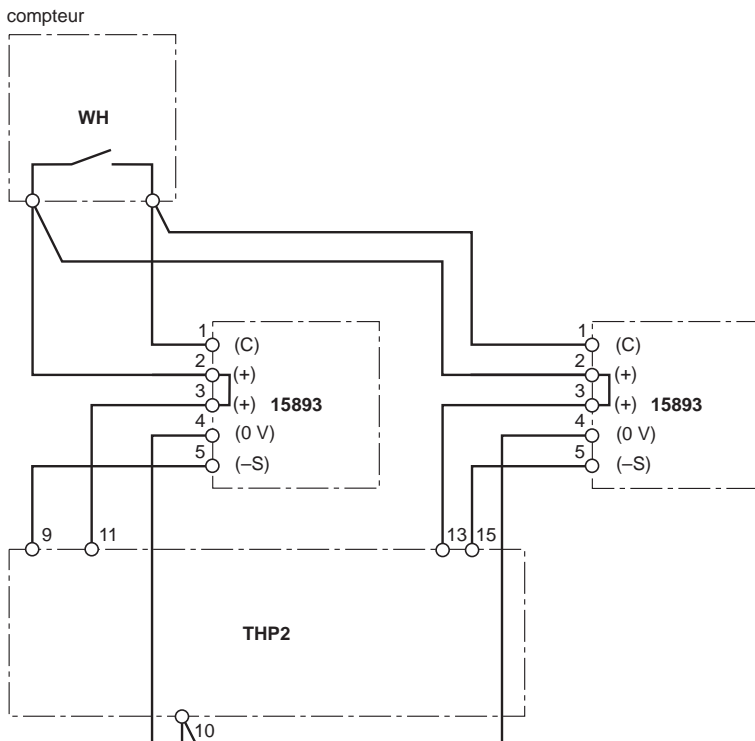 compteur
WH
1 (C)
2 (+)
3 (+) 15893
4 (0 V)
5 (–S)
1 (C)
2 (+)
3 (+) 15893
4 (0 V)
5 (–S)
9 11 13 15
THP2
10